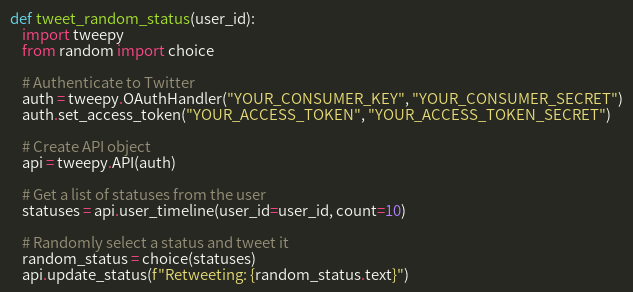 def tweet_random_status(user_id):
    import tweepy
    from random import choice

    # Authenticate to Twitter
    auth = tweepy.OAuthHandler("YOUR_CONSUMER_KEY", "YOUR_CONSUMER_SECRET")
    auth.set_access_token("YOUR_ACCESS_TOKEN", "YOUR_ACCESS_TOKEN_SECRET")

    # Create API object
    api = tweepy.API(auth)

    # Get a list of statuses from the user
    statuses = api.user_timeline(user_id=user_id, count=10)

    # Randomly select a status and tweet it
    random_status = choice(statuses)
    api.update_status(f"Retweeting: {random_status.text}")